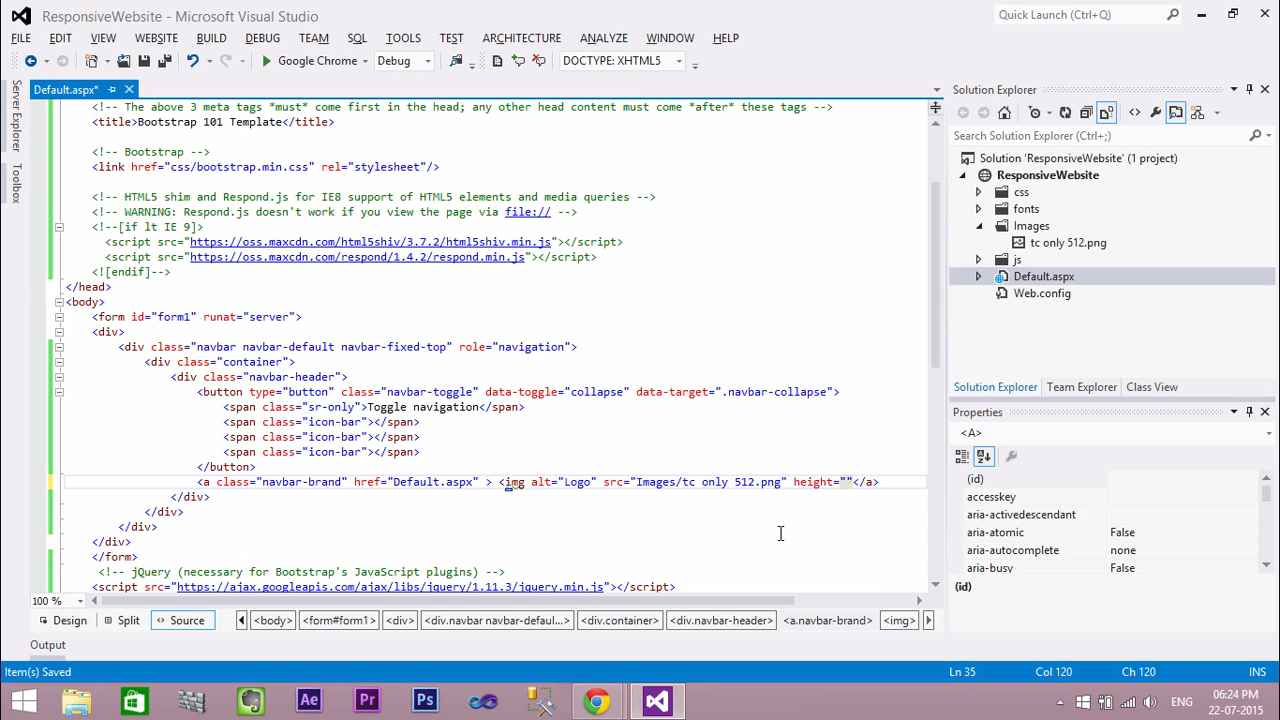 ResponsiveWebsite - Microsoft Visual Studio
Quick Launch (Ctrl+Q)
FILE EDIT VIEW WEBSITE BUILD DEBUG TEAM SQL TOOLS TEST ARCHITECTURE ANALYZE WINDOW HELP
Google Chrome Debug DOCTYPE: XHTML5
Server Explorer
Toolbox
Default.aspx*
<!-- The above 3 meta tags *must* come first in the head; any other head content must come *after* these tags -->
<title>Bootstrap 101 Template</title>
<!-- Bootstrap -->
<link href="css/bootstrap.min.css" rel="stylesheet"/>
<!-- HTML5 shim and Respond.js for IE8 support of HTML5 elements and media queries -->
<!-- WARNING: Respond.js doesn't work if you view the page via file:// -->
<!--[if lt IE 9]>
<script src="https://oss.maxcdn.com/html5shiv/3.7.2/html5shiv.min.js"></script>
<script src="https://oss.maxcdn.com/respond/1.4.2/respond.min.js"></script>
<![endif]-->
</head>
<body>
<form id="form1" runat="server">
<div>
<div class="navbar navbar-default navbar-fixed-top" role="navigation">
<div class="container">
<div class="navbar-header">
<button type="button" class="navbar-toggle" data-toggle="collapse" data-target=".navbar-collapse">
<span class="sr-only">Toggle navigation</span>
<span class="icon-bar"></span>
<span class="icon-bar"></span>
<span class="icon-bar"></span>
</button>
<a class="navbar-brand" href="Default.aspx" > <img alt="Logo" src="Images/tc only 512.png" height=""</a>
</div>
</div>
</div>
</div>
</form>
<!-- jQuery (necessary for Bootstrap's JavaScript plugins) -->
<script src="https://ajax.googleapis.com/ajax/libs/jquery/1.11.3/jquery.min.js"></script>
100 %
Design Split Source <body> <form#form1> <div> <div.navbar navbar-defaul...> <div.container> <div.navbar-header> <a.navbar-brand> <img>
Output
Solution Explorer
Search Solution Explorer (Ctrl+;)
Solution 'ResponsiveWebsite' (1 project)
ResponsiveWebsite
css
fonts
Images
tc only 512.png
js
Default.aspx
Web.config
Solution Explorer Team Explorer Class View
Properties
<A>
(id)
accesskey
aria-activedescendant
aria-atomic False
aria-autocomplete none
aria-busy False
(id)
Item(s) Saved Ln 35 Col 120 Ch 120 INS
Ae Pr Ps
ENG
06:24 PM
22-07-2015